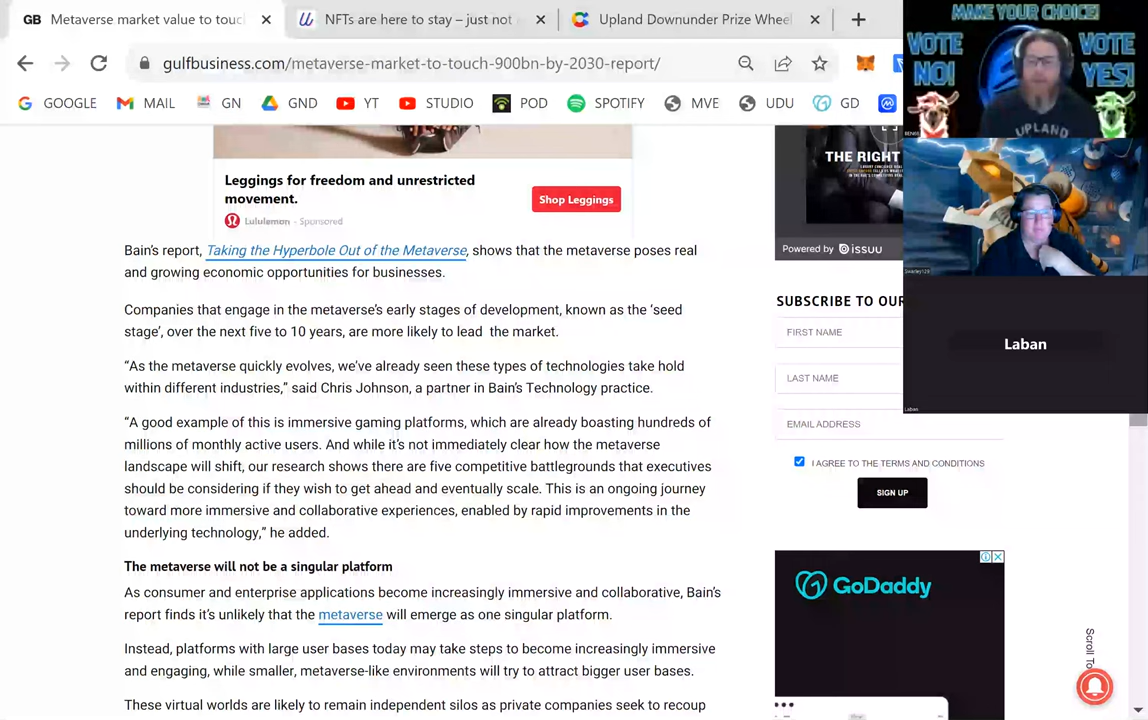 GB Metaverse market value to touc
NFTs are here to stay – just not
Upland Downunder Prize Whee
gulfbusiness.com/metaverse-market-to-touch-900bn-by-2030-report/
GOOGLE
MAIL
GN
GND
YT
STUDIO
POD
SPOTIFY
MVE
UDU
GD
MAKE YOUR CHOICE!
VOTE NO!
VOTE YES!
UPLAND
Laban
Laban
Leggings for freedom and unrestricted
movement.
Lululemon · Sponsored
Shop Leggings
Bain’s report, Taking the Hyperbole Out of the Metaverse, shows that the metaverse poses real
and growing economic opportunities for businesses.
Companies that engage in the metaverse’s early stages of development, known as the ‘seed
stage’, over the next five to 10 years, are more likely to lead the market.
“As the metaverse quickly evolves, we’ve already seen these types of technologies take hold
within different industries,” said Chris Johnson, a partner in Bain’s Technology practice.
“A good example of this is immersive gaming platforms, which are already boasting hundreds of
millions of monthly active users. And while it’s not immediately clear how the metaverse
landscape will shift, our research shows there are five competitive battlegrounds that executives
should be considering if they wish to get ahead and eventually scale. This is an ongoing journey
toward more immersive and collaborative experiences, enabled by rapid improvements in the
underlying technology,” he added.
The metaverse will not be a singular platform
As consumer and enterprise applications become increasingly immersive and collaborative, Bain’s
report finds it’s unlikely that the metaverse will emerge as one singular platform.
Instead, platforms with large user bases today may take steps to become increasingly immersive
and engaging, while smaller, metaverse-like environments will try to attract bigger user bases.
These virtual worlds are likely to remain independent silos as private companies seek to recoup
THE RIGHT
Powered by issuu
SUBSCRIBE TO OUR
FIRST NAME
LAST NAME
EMAIL ADDRESS
I AGREE TO THE TERMS AND CONDITIONS
SIGN UP
GoDaddy
Scroll To